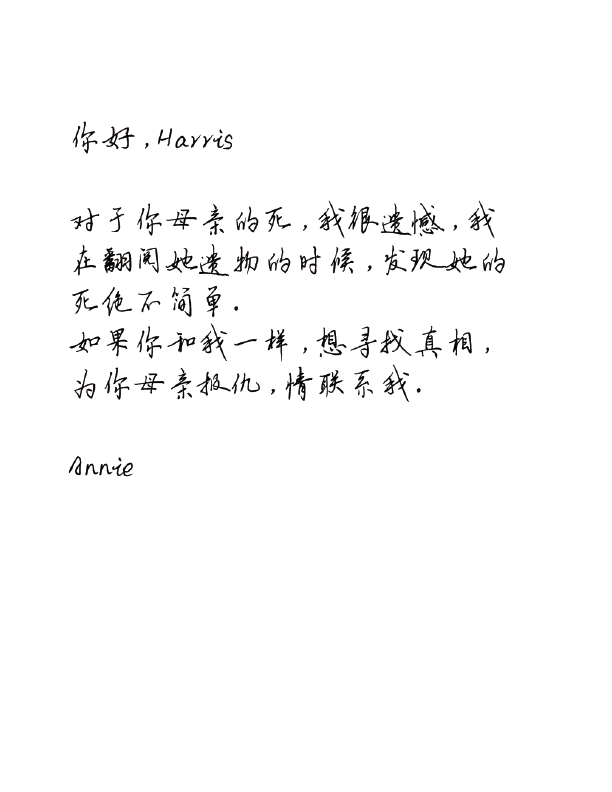 你好,Harris
对于你母亲的死,我很遗憾,我
在翻阅她遗物的时候,发现她的
死绝不简单.
如果你和我一样,想寻找真相,
为你母亲报仇,情联系我.
Annie